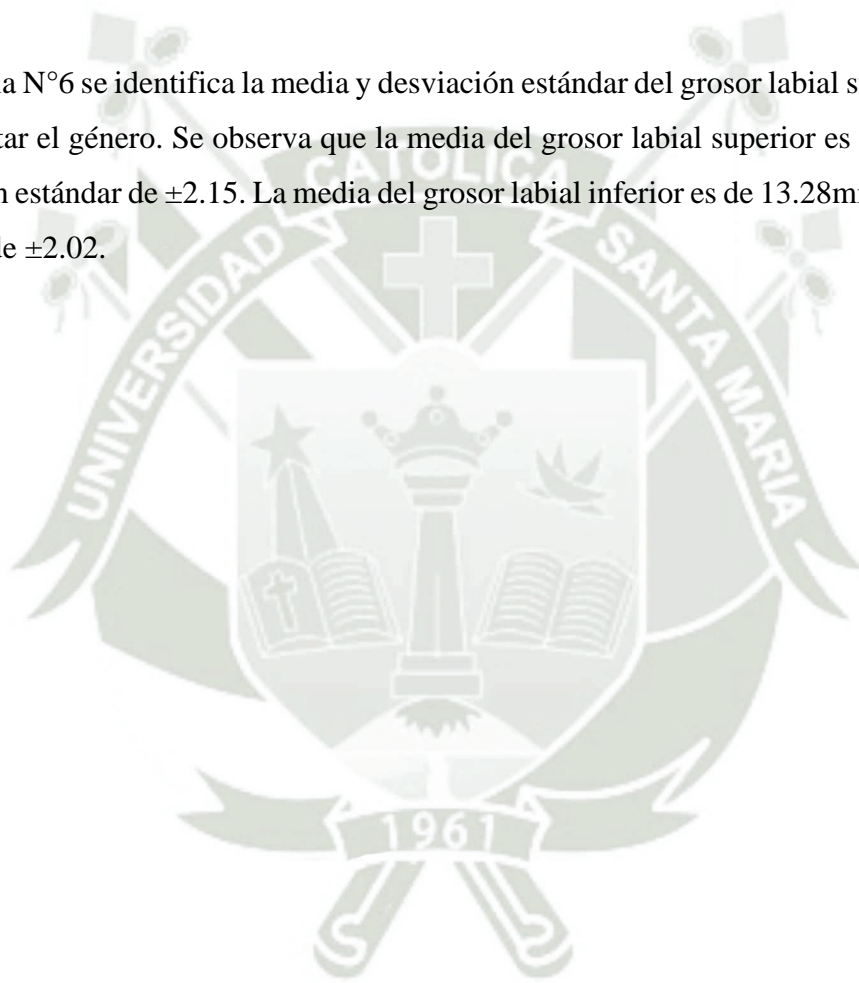 a N°6 se identifica la media y desviación estándar del grosor labial s
tar el género. Se observa que la media del grosor labial superior es
n estándar de ±2.15. La media del grosor labial inferior es de 13.28m
de ±2.02.
UNIVERSIDAD CATOLICA SANTA MARIA
1961